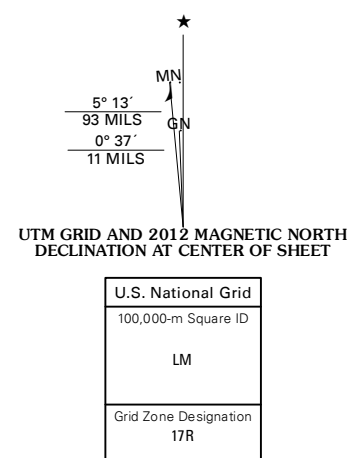 ★
MN
5° 13´
93 MILS
GN
0° 37´
11 MILS
UTM GRID AND 2012 MAGNETIC NORTH
DECLINATION AT CENTER OF SHEET
U.S. National Grid
100,000-m Square ID
LM
Grid Zone Designation
17R